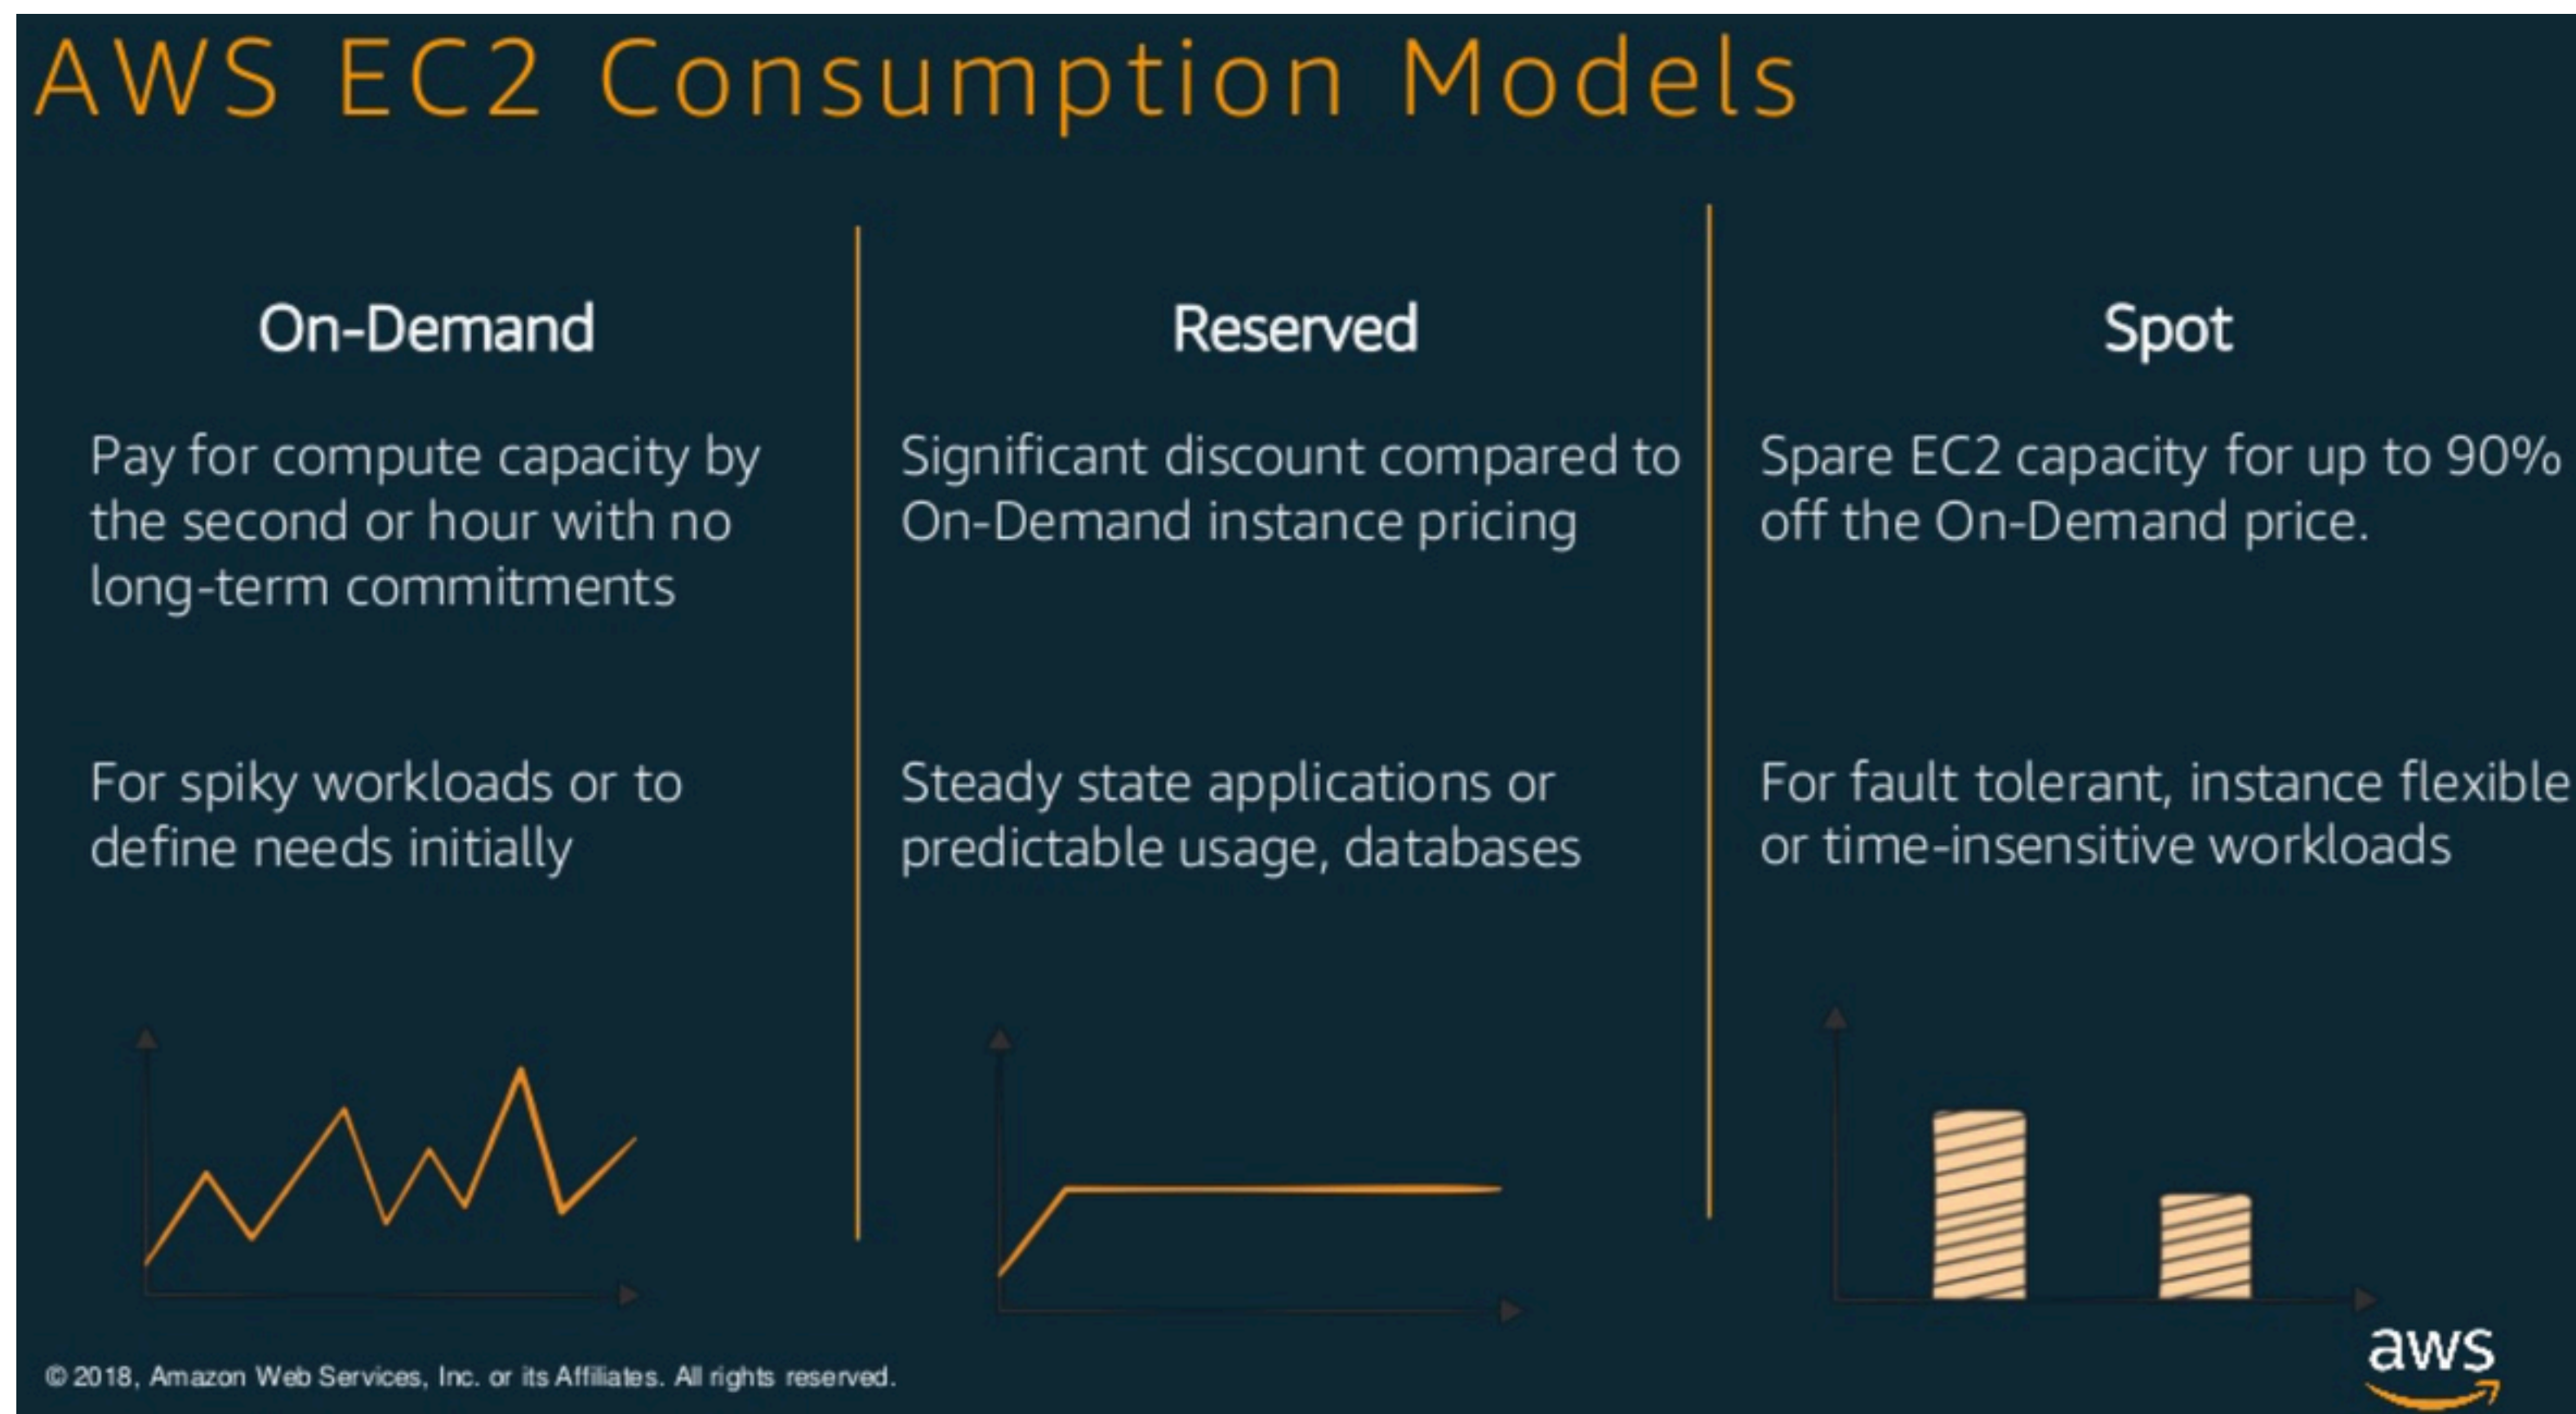 AWS EC2 Consumption Models
On-Demand
Pay for compute capacity by
the second or hour with no
long-term commitments
For spiky workloads or to
define needs initially
Reserved
Significant discount compared to
On-Demand instance pricing
Steady state applications or
predictable usage, databases
Spot
Spare EC2 capacity for up to 90%
off the On-Demand price.
For fault tolerant, instance flexible
or time-insensitive workloads
© 2018, Amazon Web Services, Inc. or its Affiliates. All rights reserved.
aws